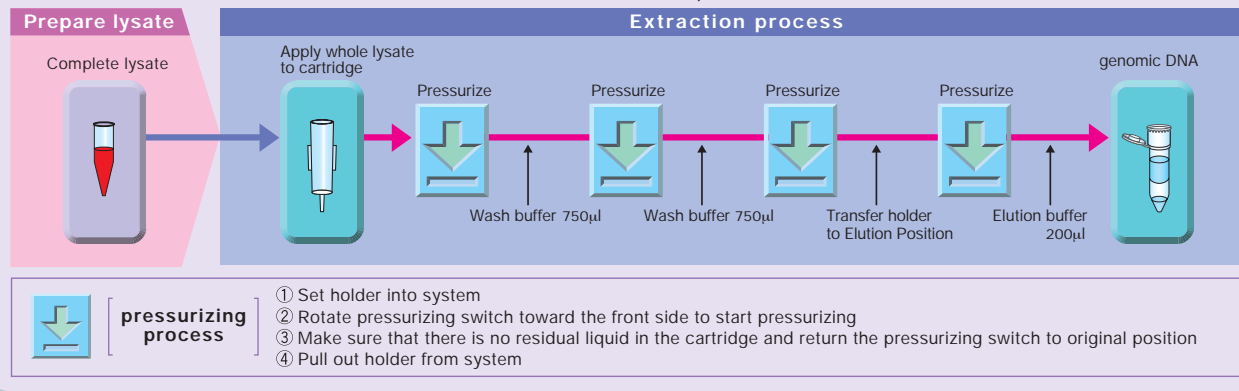 Prepare lysate
Extraction process
Complete lysate
Apply whole lysate
to cartridge
Pressurize
Pressurize
Pressurize
Pressurize
genomic DNA
Wash buffer 750μl
Wash buffer 750μl
Transfer holder
to Elution Position
Elution buffer
200μl
pressurizing
process
① Set holder into system
② Rotate pressurizing switch toward the front side to start pressurizing
③ Make sure that there is no residual liquid in the cartridge and return the pressurizing switch to original position
④ Pull out holder from system